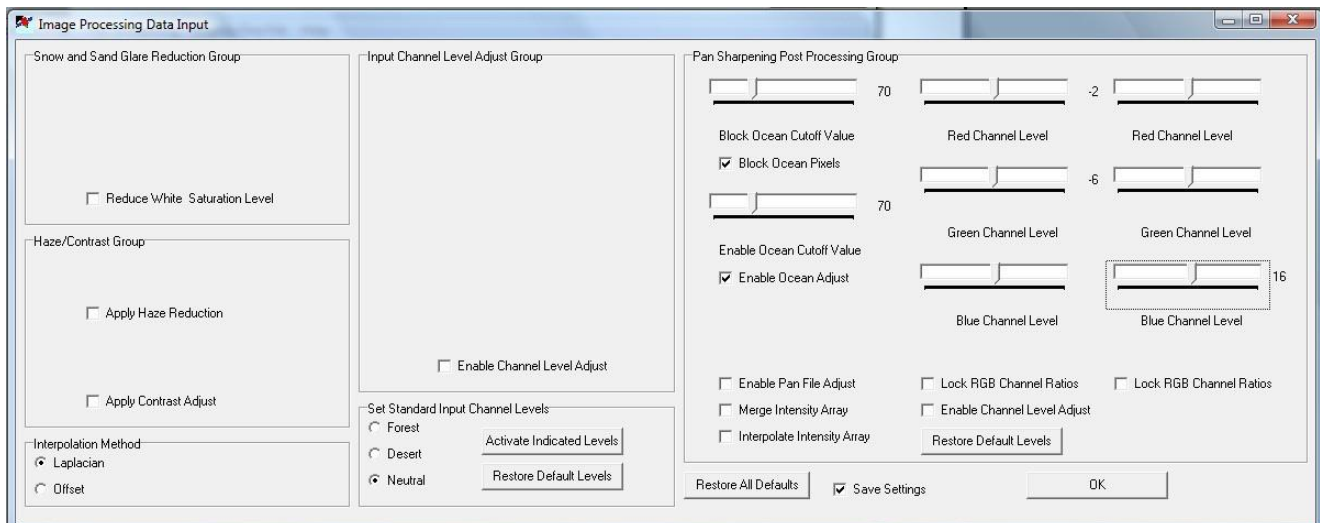 Image Processing Data Input
Snow and Sand Glare Reduction Group
Reduce White Saturation Level
Haze/Contrast Group
Apply Haze Reduction
Apply Contrast Adjust
Interpolation Method
Laplacian
Offset
Input Channel Level Adjust Group
Enable Channel Level Adjust
Set Standard Input Channel Levels
Forest
Desert
Neutral
Activate Indicated Levels
Restore Default Levels
Pan Sharpening Post Processing Group
70
Block Ocean Cutoff Value
Block Ocean Pixels
70
Enable Ocean Cutoff Value
Enable Ocean Adjust
Enable Pan File Adjust
Merge Intensity Array
Interpolate Intensity Array
-2
Red Channel Level
-6
Green Channel Level
Blue Channel Level
Lock RGB Channel Ratios
Enable Channel Level Adjust
Restore Default Levels
Red Channel Level
Green Channel Level
16
Blue Channel Level
Lock RGB Channel Ratios
Restore All Defaults
Save Settings
OK